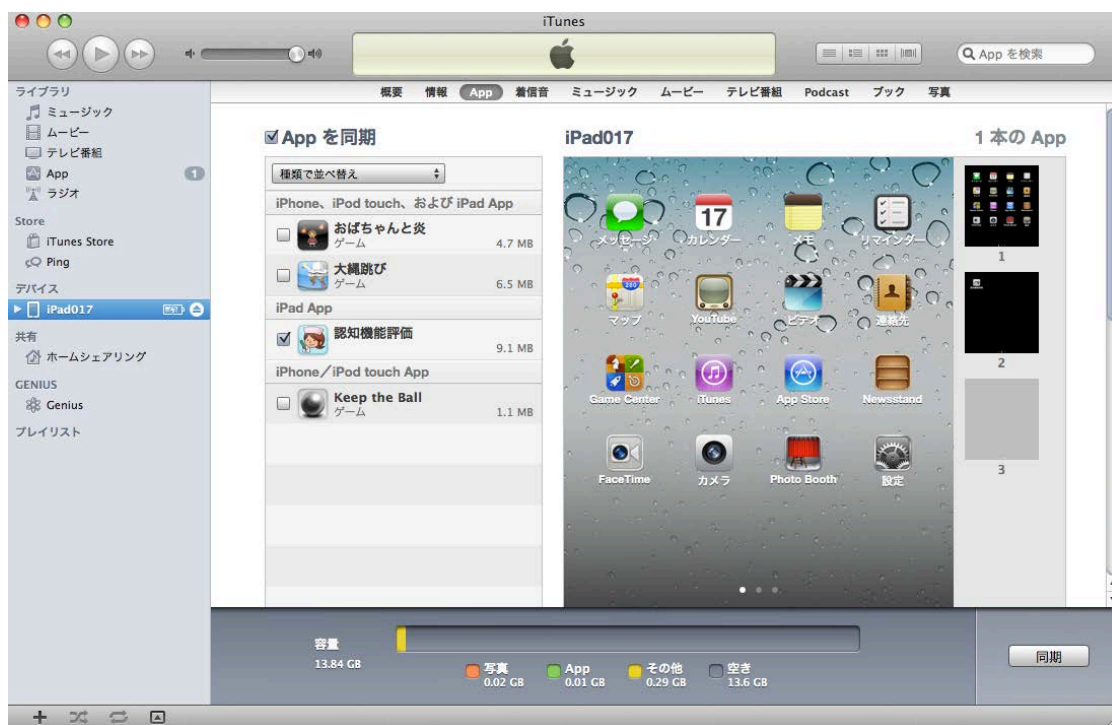 iTunes
App を検索
ライブラリ
ミュージック
ムービー
テレビ番組
App
1
ラジオ
Store
iTunes Store
Ping
デバイス
iPad017
共有
ホームシェアリング
GENIUS
Genius
プレイリスト
概要 情報 App 着信音 ミュージック ムービー テレビ番組 Podcast ブック 写真
App を同期
種類で並べ替え
iPhone、iPod touch、および iPad App
おばちゃんと炎
ゲーム 4.7 MB
大縄跳び
ゲーム 6.5 MB
iPad App
認知機能評価
9.1 MB
iPhone/iPod touch App
Keep the Ball
ゲーム 1.1 MB
iPad017
1 本の App
17
メッセージ カレンダー メモ リマインダー
280
マップ YouTube ビデオ 連絡先
Game Center iTunes App Store Newsstand
FaceTime カメラ Photo Booth 設定
1
2
3
容量
13.84 GB
写真 App その他 空き
0.02 GB 0.01 GB 0.29 GB 13.6 GB
同期